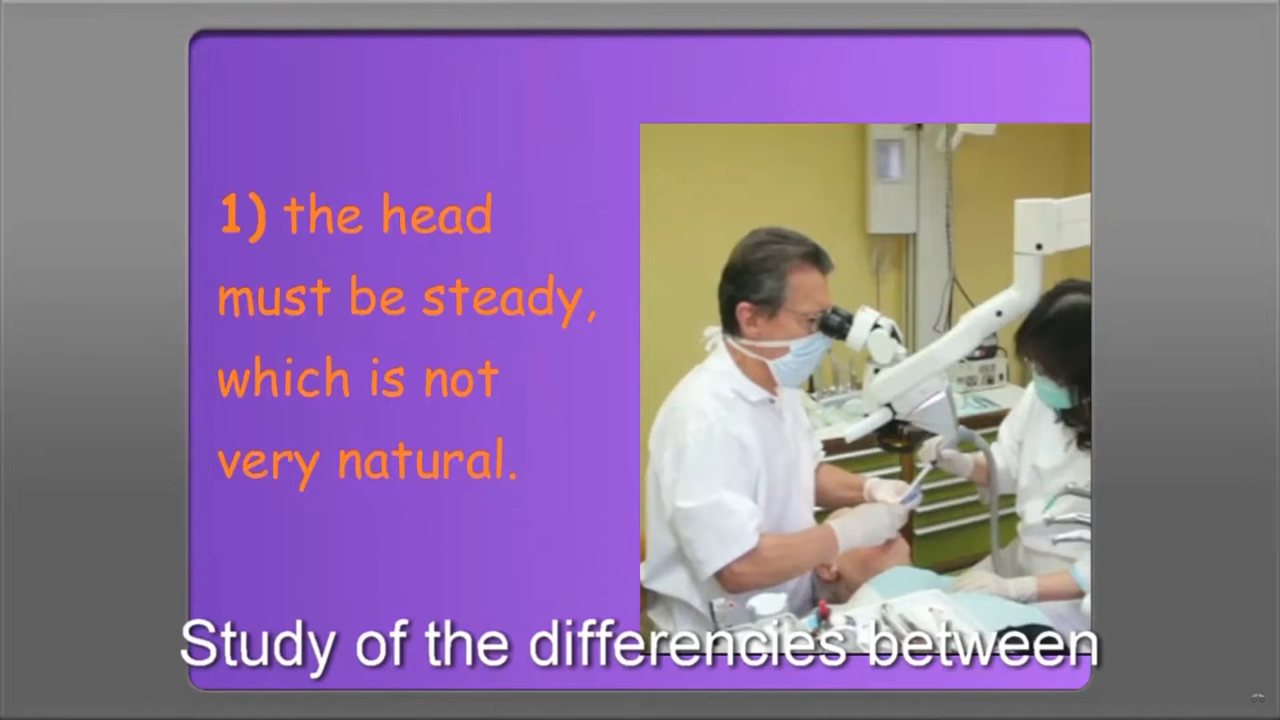 1) the head
must be steady,
which is not
very natural.
Study of the differencies between